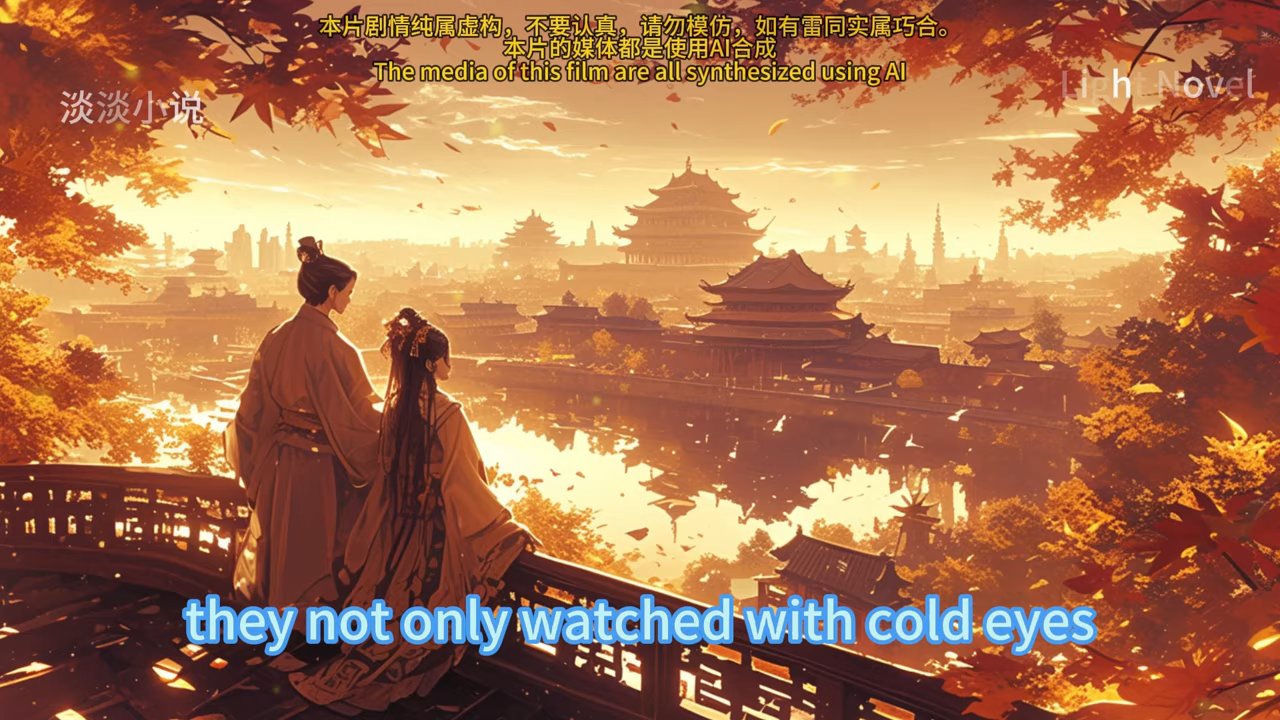 本片剧情纯属虚构，不要认真，请勿模仿，如有雷同实属巧合。
本片的媒体都是使用AI合成
The media of this film are all synthesized using AI
淡淡小说
Light Novel
they not only watched with cold eyes